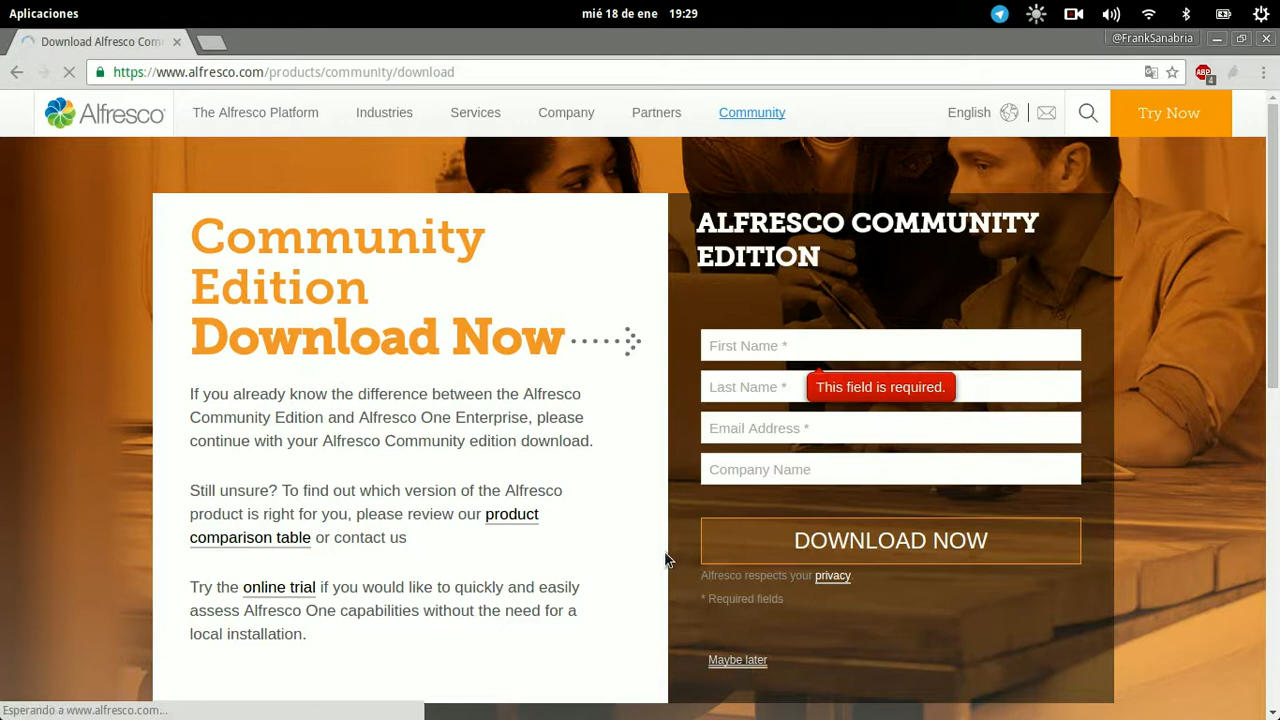 Aplicaciones
mié 18 de ene 19:29
Download Alfresco Com
@FrankSanabria
https://www.alfresco.com/products/community/download
ABP
4
Alfresco
The Alfresco Platform
Industries
Services
Company
Partners
Community
English
Try Now
Community
Edition
Download Now
If you already know the difference between the Alfresco
Community Edition and Alfresco One Enterprise, please
continue with your Alfresco Community edition download.
Still unsure? To find out which version of the Alfresco
product is right for you, please review our product
comparison table or contact us
Try the online trial if you would like to quickly and easily
assess Alfresco One capabilities without the need for a
local installation.
ALFRESCO COMMUNITY
EDITION
First Name *
Last Name *
This field is required.
Email Address *
Company Name
DOWNLOAD NOW
Alfresco respects your privacy.
* Required fields
Maybe later
Esperando a www.alfresco.com...